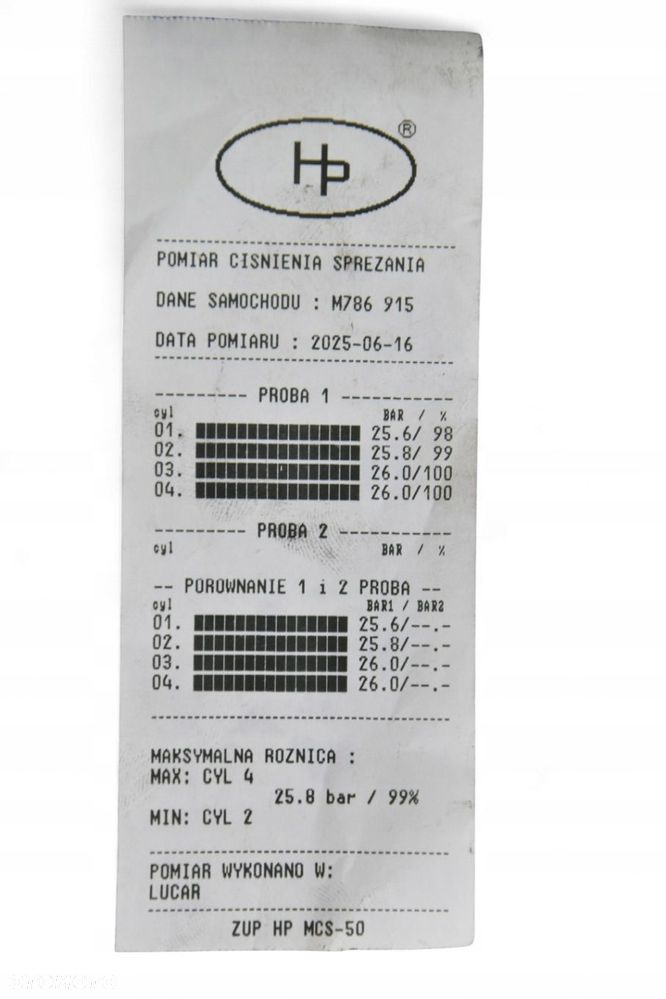 HP ®
POMIAR CISNIENIA SPREZANIA
DANE SAMOCHODU : M786 915
DATA POMIARU : 2025-06-16
--------- PROBA 1 -----------
cyl BAR / %
01. 25.6/ 98
02. 25.8/ 99
03. 26.0/100
04. 26.0/100
--------- PROBA 2 -----------
cyl BAR / %
-- POROWNANIE 1 i 2 PROBA --
cyl BAR1 / BAR2
01. 25.6/--.-
02. 25.8/--.-
03. 26.0/--.-
04. 26.0/--.-
MAKSYMALNA ROZNICA :
MAX: CYL 4
25.8 bar / 99%
MIN: CYL 2
POMIAR WYKONANO W:
LUCAR
ZUP HP MCS-50